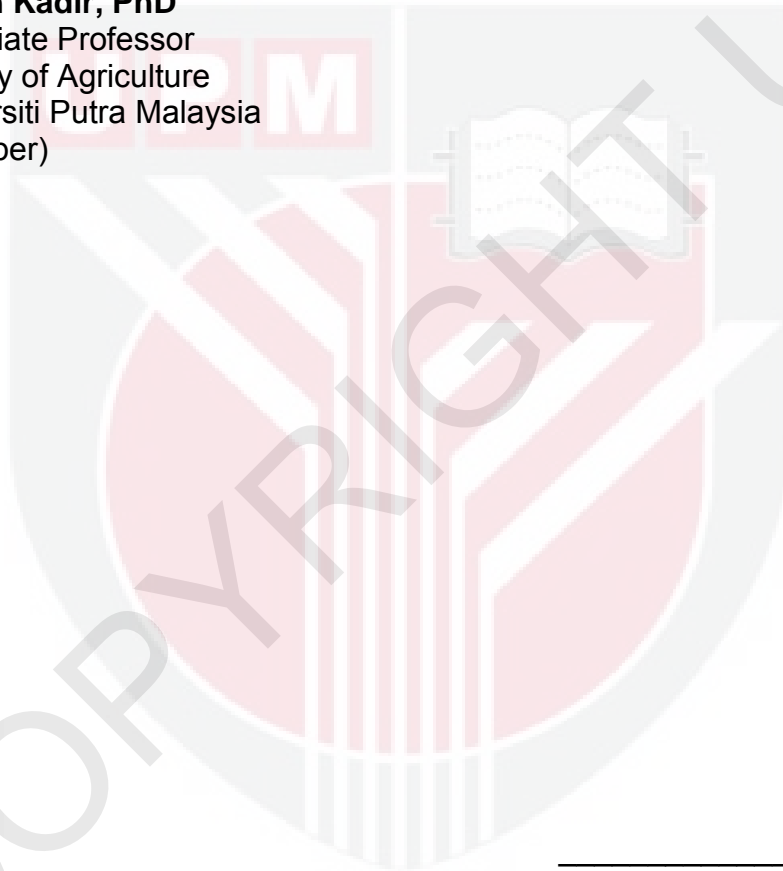 Kadir, PhD
iate Professor
y of Agriculture
rsiti Putra Malaysia
ber)
UPM
COPYRIGHT U